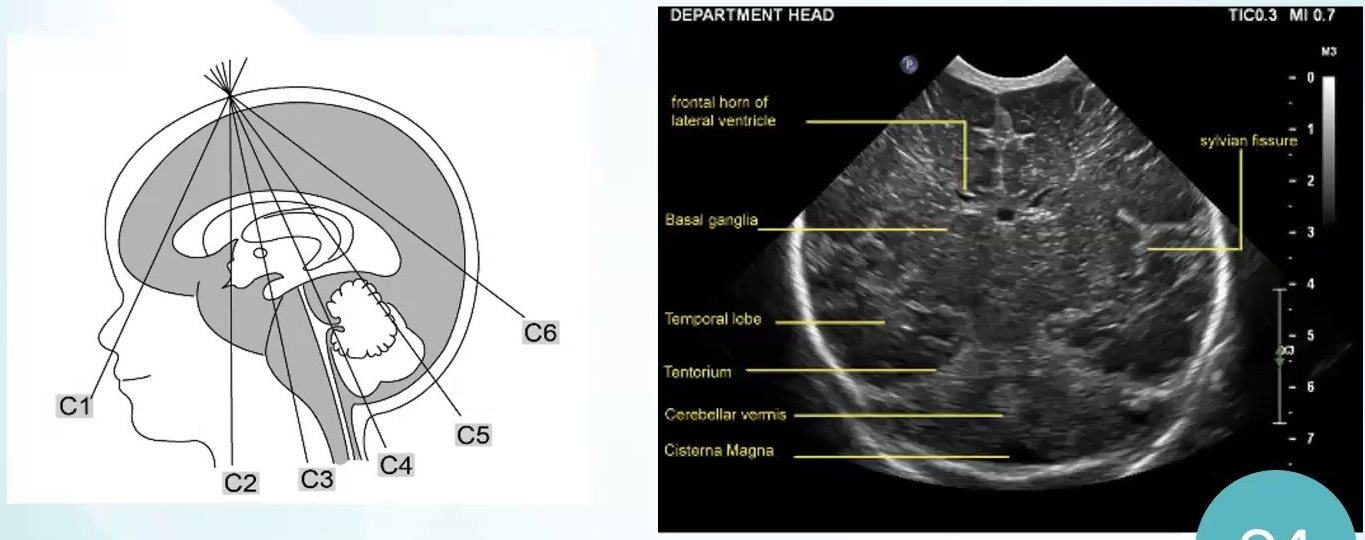 C1
C2
C3
C4
C5
C6
DEPARTMENT HEAD
TIC0.3 MI 0.7
M3
frontal horn of
lateral ventricle
sylvian fissure
Basal ganglia
Temporal lobe
Tentorium
Cerebellar vermis
Cisterna Magna
P
0
1
2
3
4
5
6
7